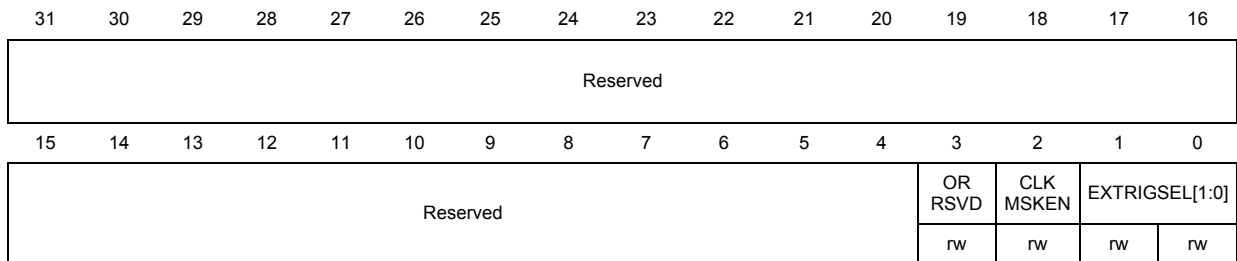 31 30 29 28 27 26 25 24 23 22 21 20 19 18 17 16
Reserved
15 14 13 12 11 10 9 8 7 6 5 4 3 2 1 0
Reserved
OR
RSVD
CLK
MSKEN
EXTRIGSEL[1:0]
rw rw rw rw